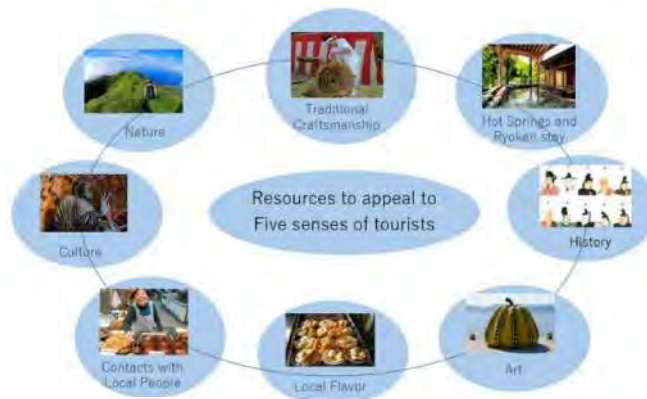 Nature
Traditional
Craftsmanship
Hot Springs and
Ryokan stay
Culture
Resources to appeal to
Five senses of tourists
History
Contacts with
Local People
Local Flavor
Art